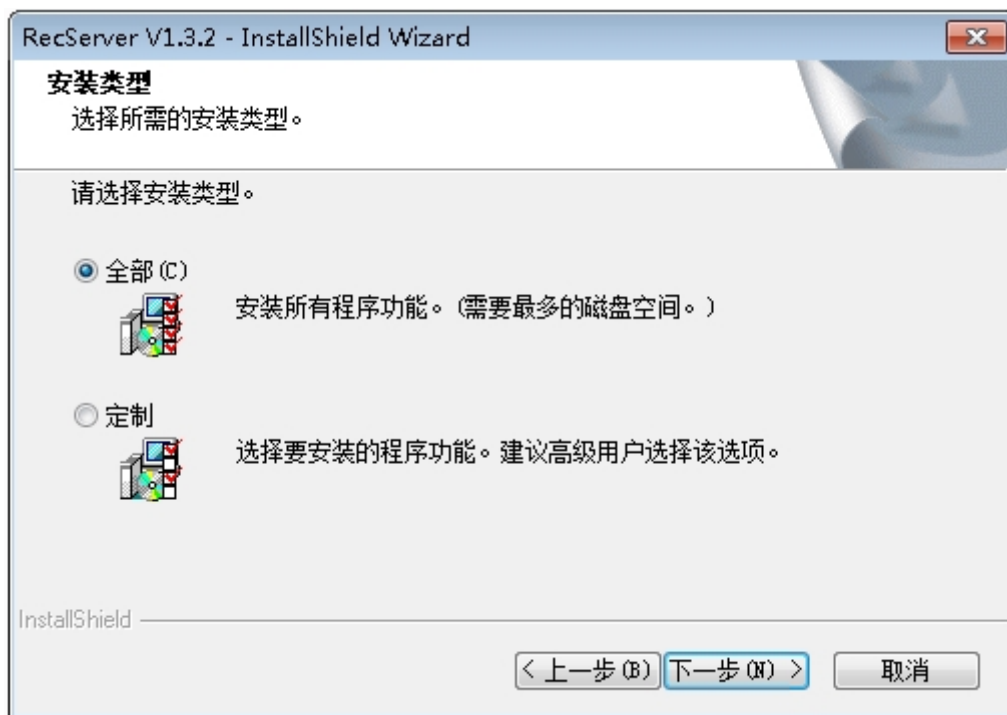 RecServer V1.3.2 - InstallShield Wizard
安装类型
选择所需的安装类型。
请选择安装类型。
全部(C)
安装所有程序功能。(需要最多的磁盘空间。)
定制
选择要安装的程序功能。建议高级用户选择该选项。
InstallShield
< 上一步(B) 下一步(N) > 取消